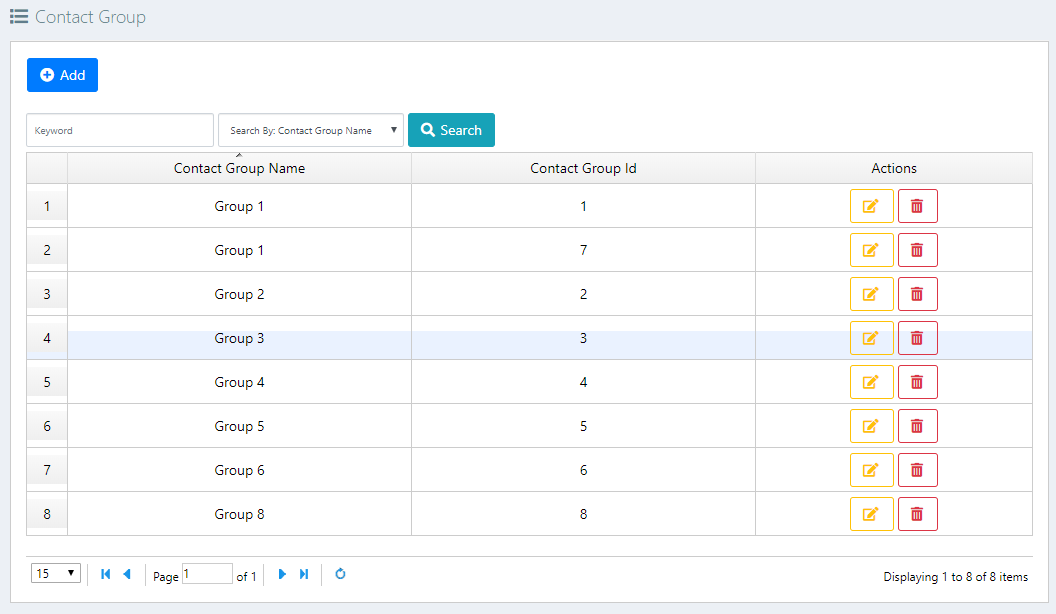 Contact Group
Add
Keyword Search By: Contact Group Name Search
Contact Group Name Contact Group Id Actions
1 Group 1 1
2 Group 1 7
3 Group 2 2
4 Group 3 3
5 Group 4 4
6 Group 5 5
7 Group 6 6
8 Group 8 8
15 Page 1 of 1 Displaying 1 to 8 of 8 items